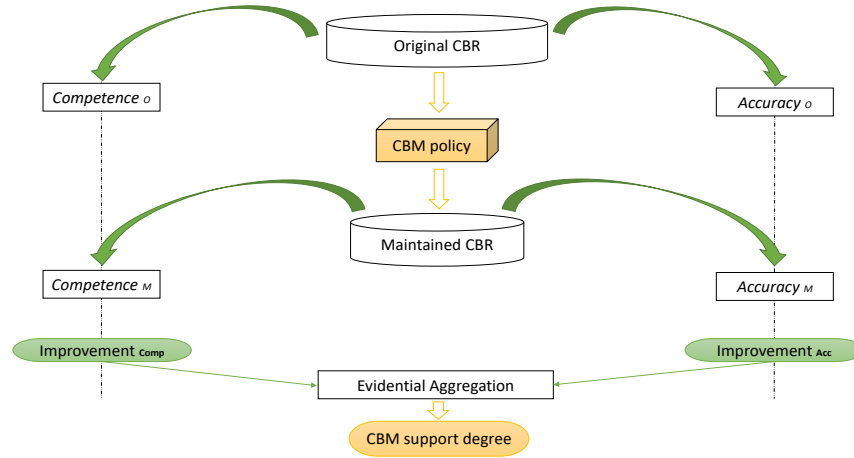 Original CBR
Competence O
Accuracy O
CBM policy
Maintained CBR
Competence M
Accuracy M
Improvement Comp
Improvement Acc
Evidential Aggregation
CBM support degree